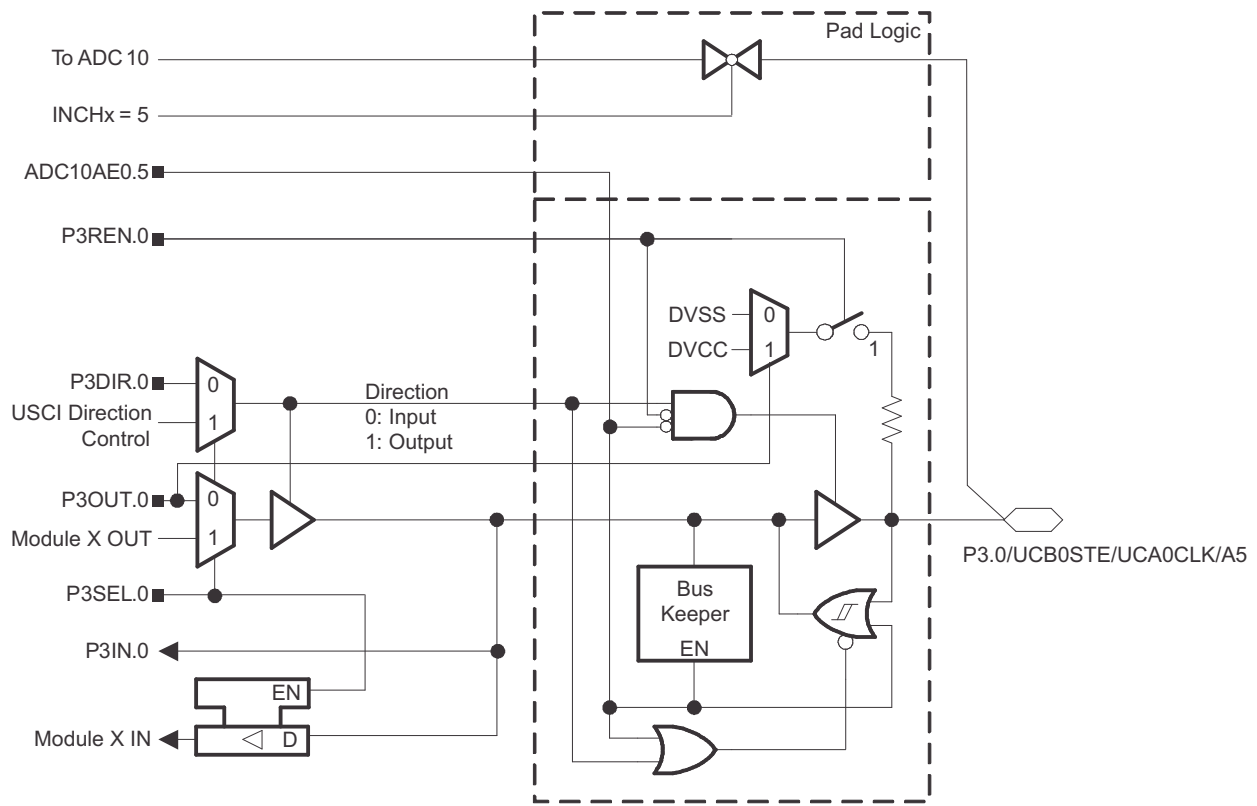 Pad Logic
To ADC 10
INCHx = 5
ADC10AE0.5
P3REN.0
DVSS
0
DVCC
1
1
P3DIR.0
0
USCI Direction
Control
1
Direction
0: Input
1: Output
P3OUT.0
0
Module X OUT
1
P3.0/UCB0STE/UCA0CLK/A5
P3SEL.0
Bus
Keeper
EN
P3IN.0
EN
Module X IN
D